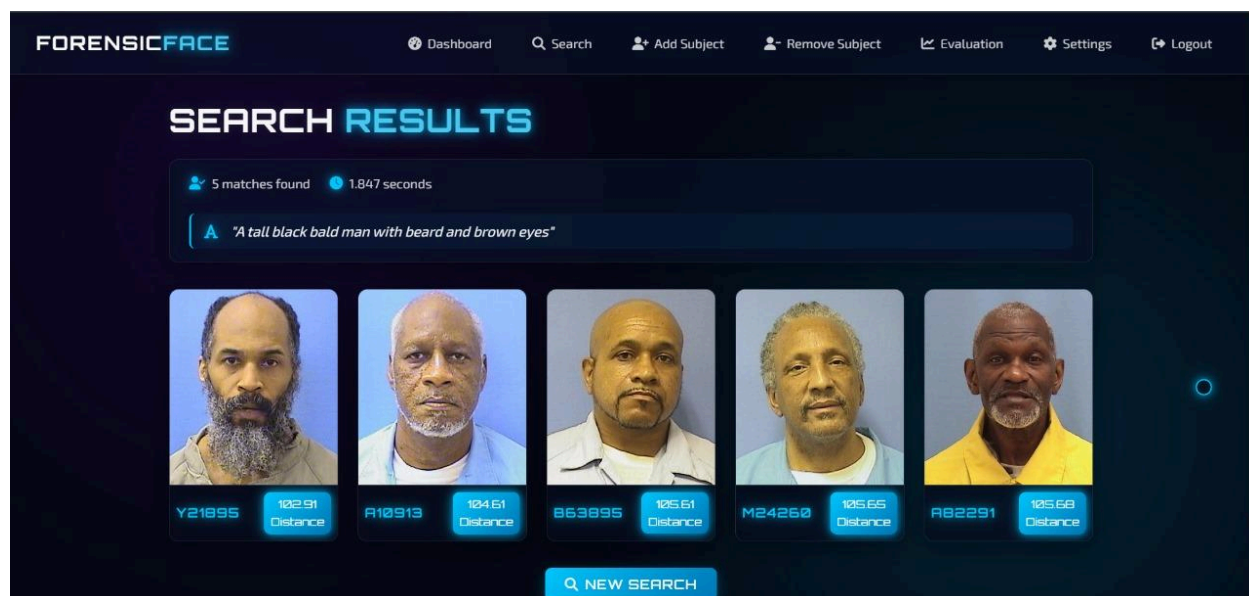 FORENSICFACE Dashboard Search Add Subject Remove Subject Evaluation Settings Logout
SEARCH RESULTS
5 matches found 1.847 seconds
A "A tall black bald man with beard and brown eyes"
Y21895 102.91 Distance
A10913 104.61 Distance
B63895 105.61 Distance
M24260 105.65 Distance
A82291 105.68 Distance
NEW SEARCH